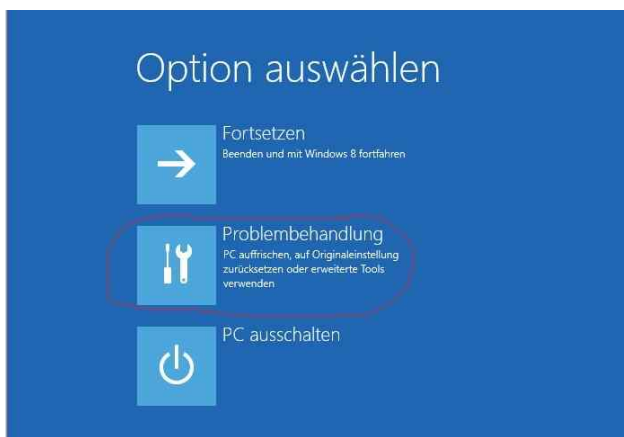 Option auswählen
Fortsetzen
Beenden und mit Windows 8 fortfahren
Problembehandlung
PC auffrischen, auf Originaleinstellung
zurücksetzen oder erweiterte Tools
verwenden
PC ausschalten